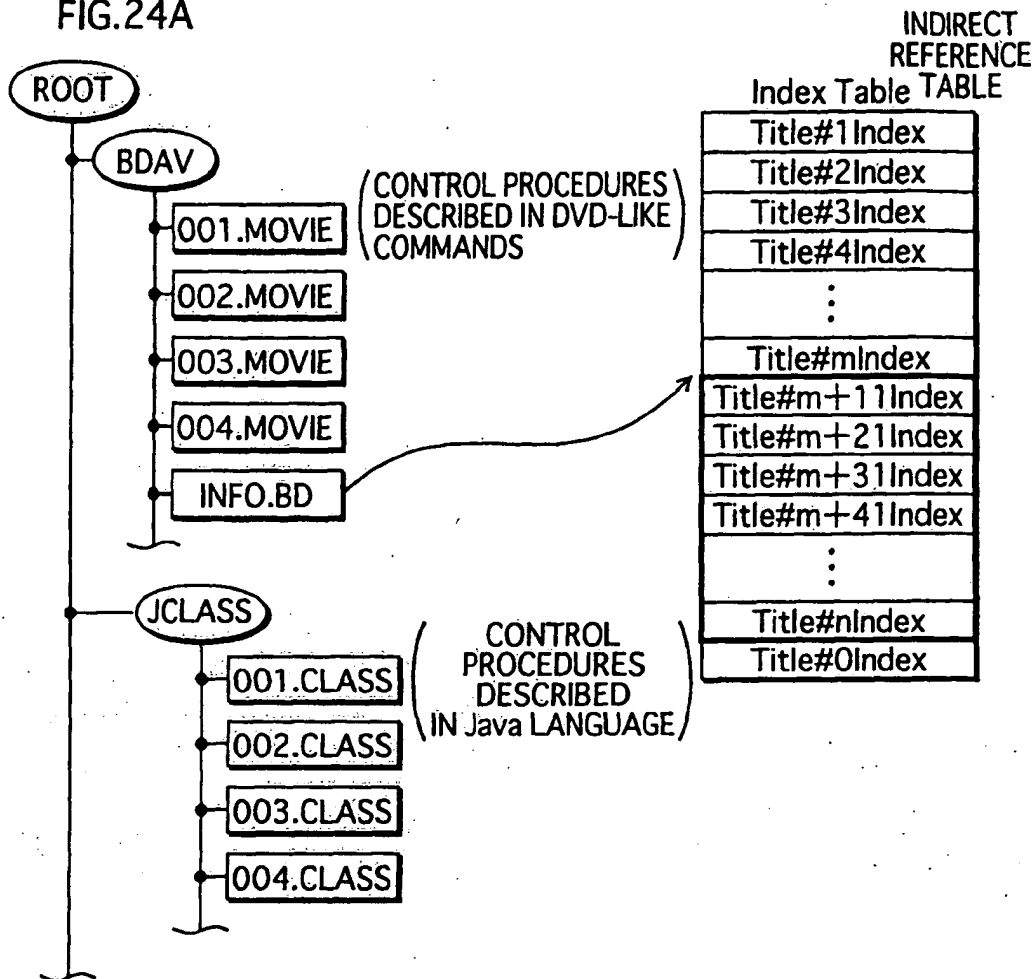 FIG.24A
ROOT
BDAV
001.MOVIE
002.MOVIE
003.MOVIE
004.MOVIE
INFO.BD
(CONTROL PROCEDURES
DESCRIBED IN DVD-LIKE
COMMANDS)
JCLASS
001.CLASS
002.CLASS
003.CLASS
004.CLASS
(CONTROL
PROCEDURES
DESCRIBED
IN Java LANGUAGE)
INDIRECT
REFERENCE
TABLE
Index Table
Title#1Index
Title#2Index
Title#3Index
Title#4Index
⋮
Title#mIndex
Title#m+11Index
Title#m+21Index
Title#m+31Index
Title#m+41Index
⋮
Title#nIndex
Title#0Index